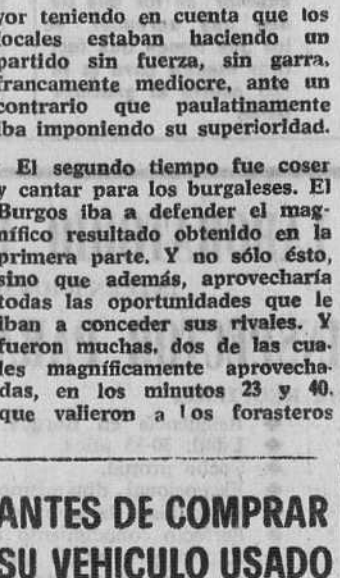 yor teniendo en cuenta que los
locales estaban haciendo un
partido sin fuerza, sin garra,
francamente mediocre, ante un
contrario que paulatinamente
iba imponiendo su superioridad.
El segundo tiempo fue coser
y cantar para los burgaleses. El
Burgos iba a defender el mag-
nífico resultado obtenido en la
primera parte. Y no sólo ésto,
sino que además, aprovecharía
todas las oportunidades que le
iban a conceder sus rivales. Y
fueron muchas, dos de las cua-
les magníficamente aprovecha-
das, en los minutos 23 y 40,
que valieron a los forasteros
ANTES DE COMPRAR
SU VEHICULO USADO